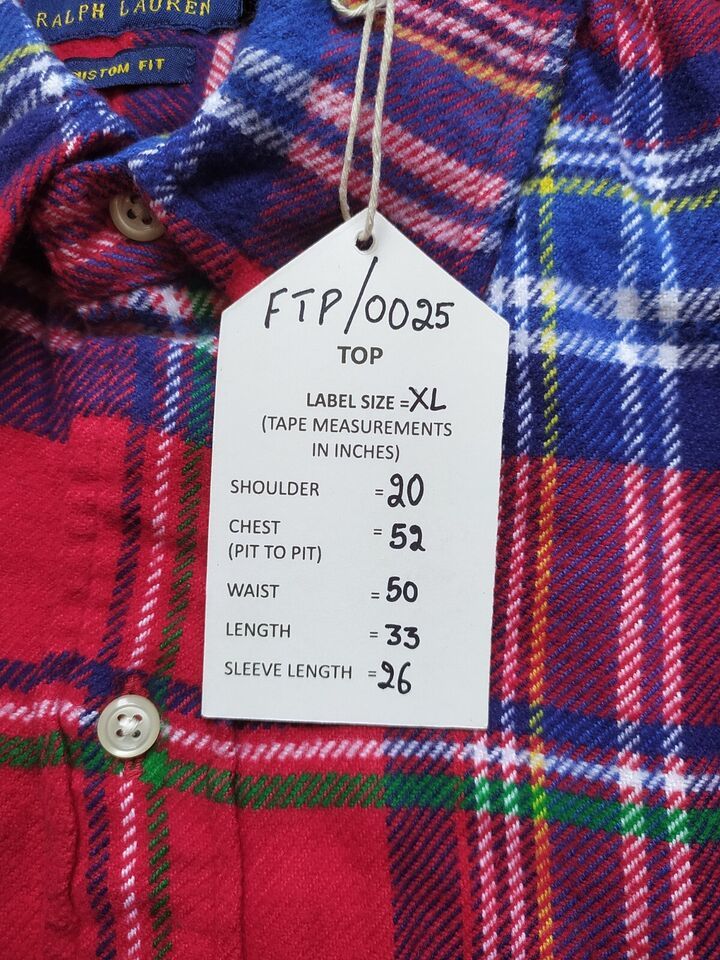 RALPH LAUREN
CUSTOM FIT
FTP/0025
TOP
LABEL SIZE =XL
(TAPE MEASUREMENTS
IN INCHES)
SHOULDER = 20
CHEST = 52
(PIT TO PIT)
WAIST = 50
LENGTH = 33
SLEEVE LENGTH = 26